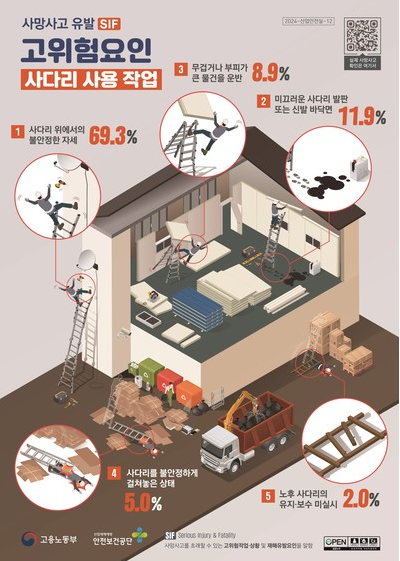 사망사고 유발 SIF
고위험요인
사다리 사용 작업
2024-산업안전실-12
실제 사망사고
확인은 여기서
3 무겁거나 부피가
큰 물건을 운반 8.9%
2 미끄러운 사다리 발판
또는 신발 바닥면 11.9%
1 사다리 위에서의
불안정한 자세 69.3%
4 사다리를 불안정하게
걸쳐놓은 상태
5.0%
5 노후 사다리의
유지·보수 미실시 2.0%
고용노동부
산업재해예방
안전보건공단
SIF Serious Injury & Fatality
사망사고를 초래할 수 있는 고위험작업·상황 및 재해유발요인을 말함
OPEN